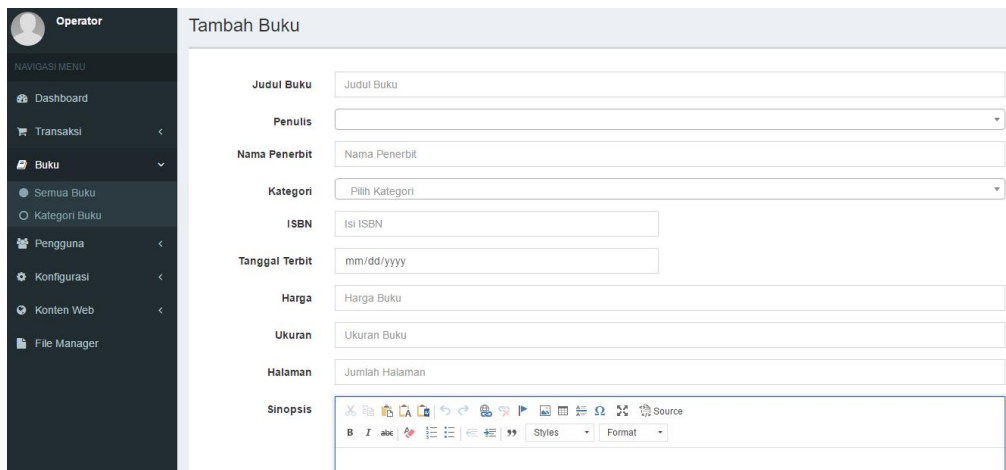 Operator
NAVIGASI MENU
Dashboard
Transaksi
Buku
Semua Buku
Kategori Buku
Pengguna
Konfigurasi
Konten Web
File Manager
Tambah Buku
Judul Buku Judul Buku
Penulis
Nama Penerbit Nama Penerbit
Kategori Pilih Kategori
ISBN Isi ISBN
Tanggal Terbit mm/dd/yyyy
Harga Harga Buku
Ukuran Ukuran Buku
Halaman Jumlah Halaman
Sinopsis Source
B I abc Styles Format